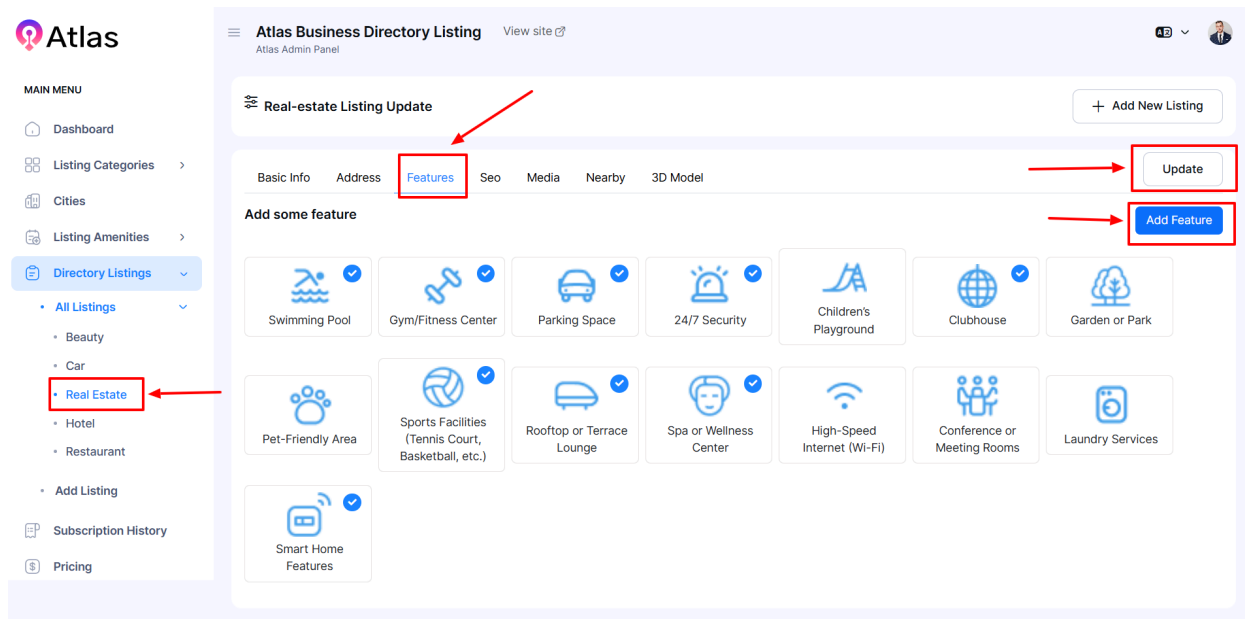 Atlas
Atlas Business Directory Listing
View site
Atlas Admin Panel
MAIN MENU
Dashboard
Listing Categories
Cities
Listing Amenities
Directory Listings
All Listings
Beauty
Car
Real Estate
Hotel
Restaurant
Add Listing
Subscription History
Pricing
Real-estate Listing Update
Add New Listing
Basic Info
Address
Features
Seo
Media
Nearby
3D Model
Update
Add some feature
Add Feature
Swimming Pool
Gym/Fitness Center
Parking Space
24/7 Security
Children's
Playground
Clubhouse
Garden or Park
Pet-Friendly Area
Sports Facilities
(Tennis Court,
Basketball, etc.)
Rooftop or Terrace
Lounge
Spa or Wellness
Center
High-Speed
Internet (Wi-Fi)
Conference or
Meeting Rooms
Laundry Services
Smart Home
Features